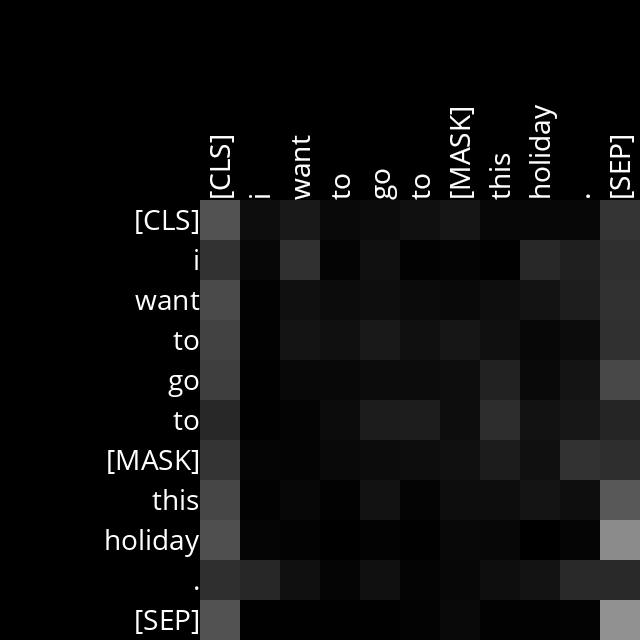 [CLS] i want to go to [MASK] this holiday . [SEP]
[CLS]
i
want
to
go
to
[MASK]
this
holiday
.
[SEP]